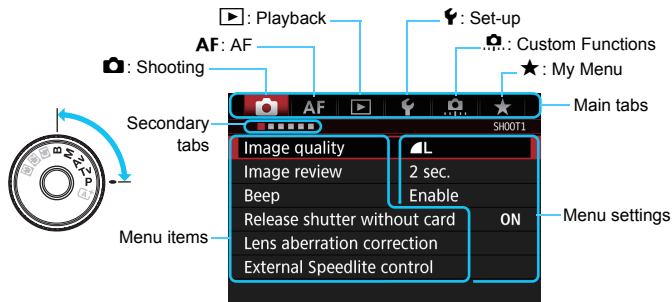 : Playback
: Set-up
AF: AF
: Custom Functions
: Shooting
★: My Menu
AF
Main tabs
Secondary tabs
SHOOT1
Image quality L
Image review 2 sec.
Beep Enable
Release shutter without card ON
Lens aberration correction
External Speedlite control
Menu settings
Menu items
B
M
Av
Tv
P
A+